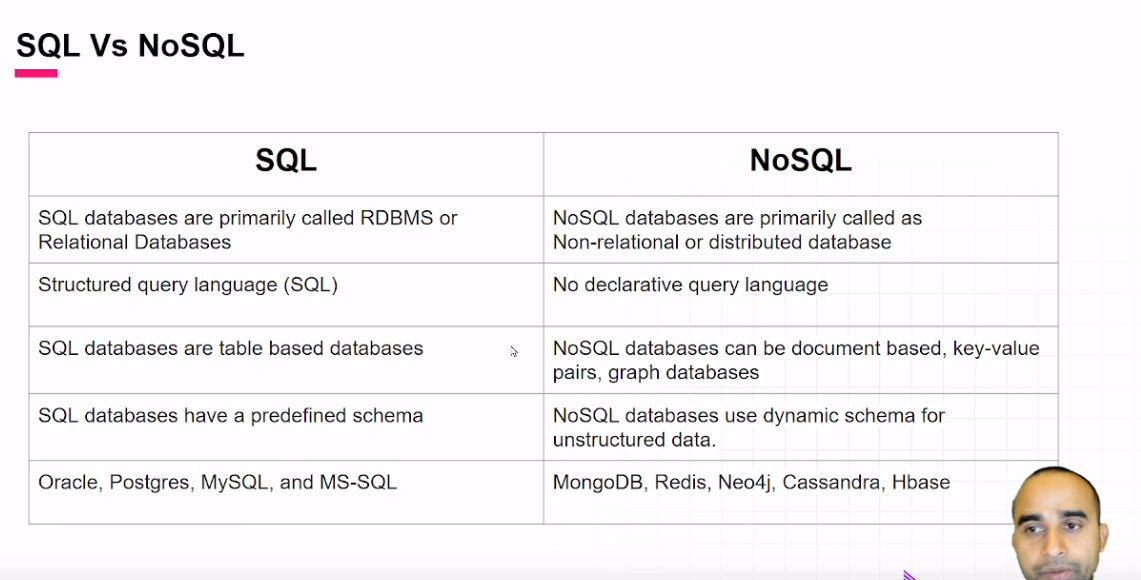 SQL Vs NoSQL
SQL
NoSQL
SQL databases are primarily called RDBMS or
Relational Databases
NoSQL databases are primarily called as
Non-relational or distributed database
Structured query language (SQL)
No declarative query language
SQL databases are table based databases
NoSQL databases can be document based, key-value
pairs, graph databases
SQL databases have a predefined schema
NoSQL databases use dynamic schema for
unstructured data.
Oracle, Postgres, MySQL, and MS-SQL
MongoDB, Redis, Neo4j, Cassandra, Hbase